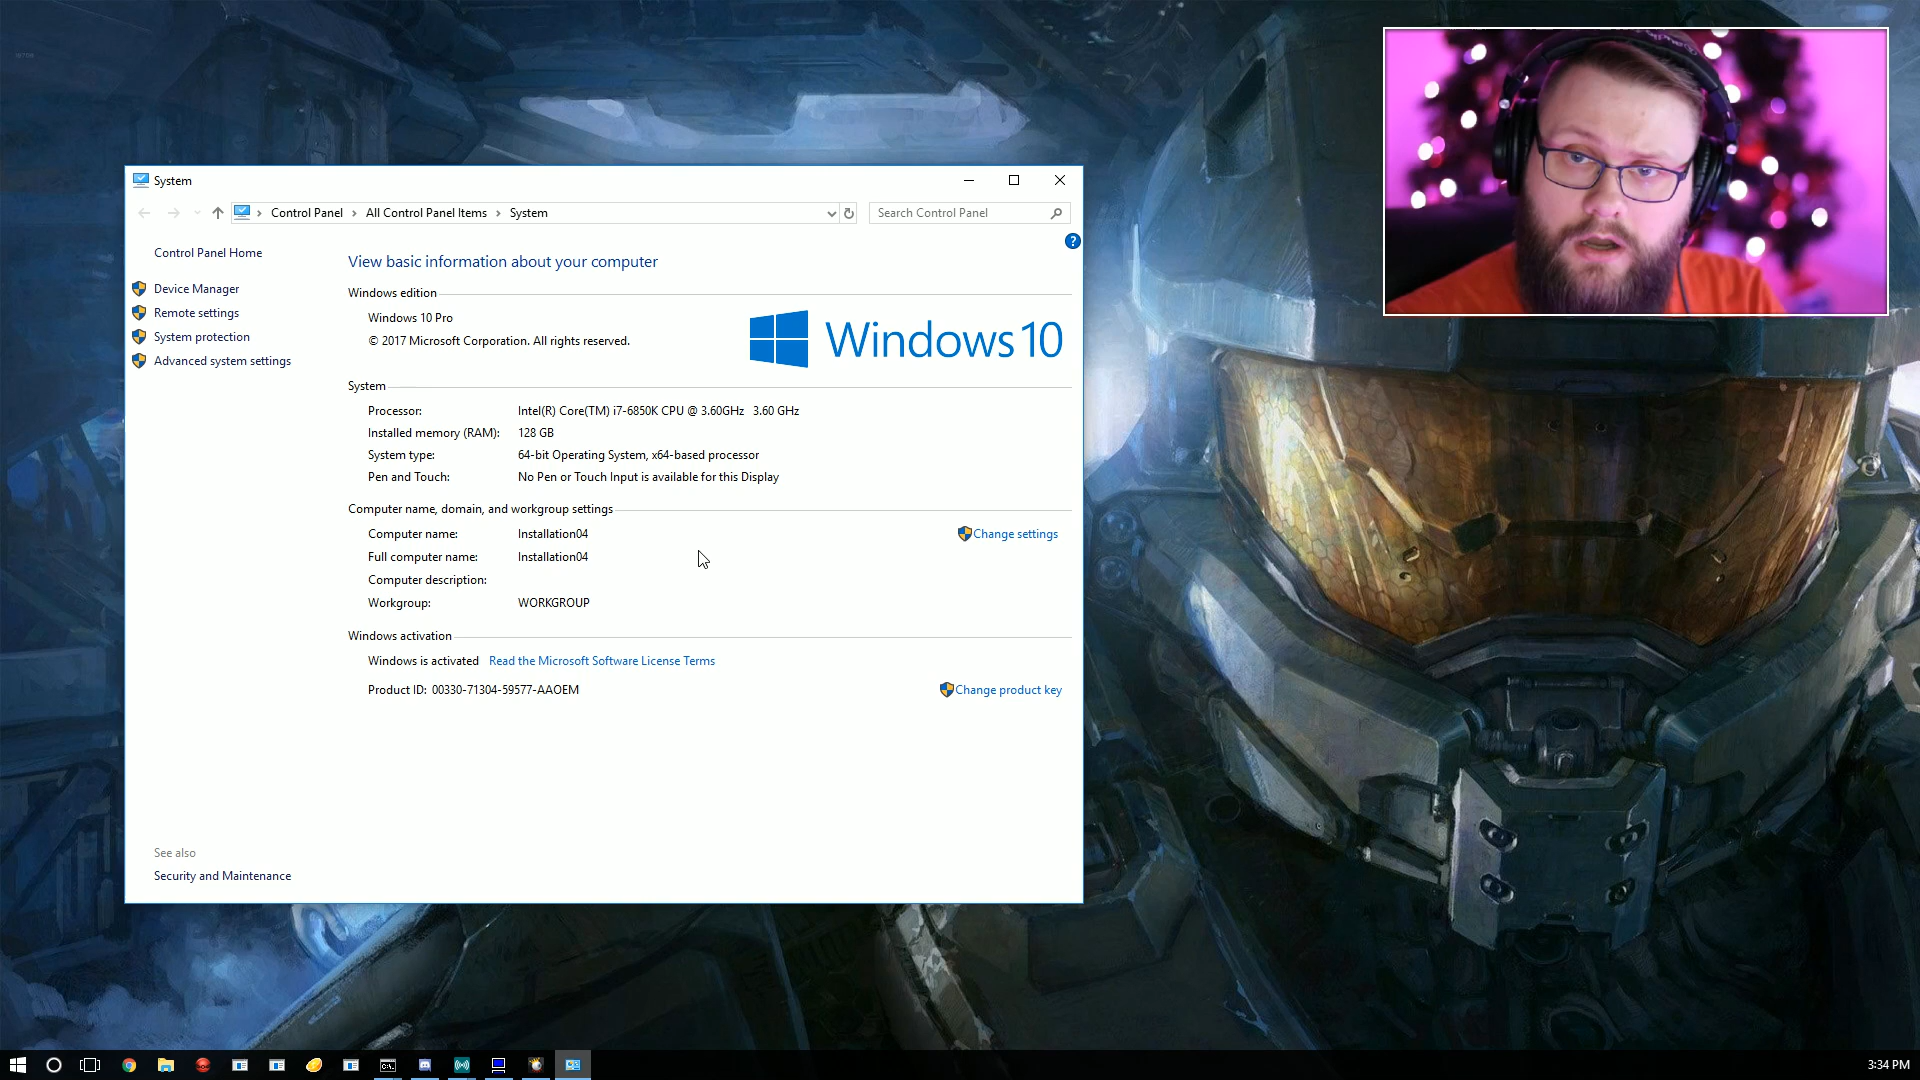 System
Control Panel
All Control Panel Items
System
Search Control Panel
?
Control Panel Home
Device Manager
Remote settings
System protection
Advanced system settings
View basic information about your computer
Windows edition
Windows 10 Pro
© 2017 Microsoft Corporation. All rights reserved.
Windows 10
System
Processor: Intel(R) Core(TM) i7-6850K CPU @ 3.60GHz 3.60 GHz
Installed memory (RAM): 128 GB
System type: 64-bit Operating System, x64-based processor
Pen and Touch: No Pen or Touch Input is available for this Display
Computer name, domain, and workgroup settings
Computer name: Installation04
Change settings
Full computer name: Installation04
Computer description:
Workgroup: WORKGROUP
Windows activation
Windows is activated Read the Microsoft Software License Terms
Product ID: 00330-71304-59577-AAOEM
Change product key
See also
Security and Maintenance
3:34 PM